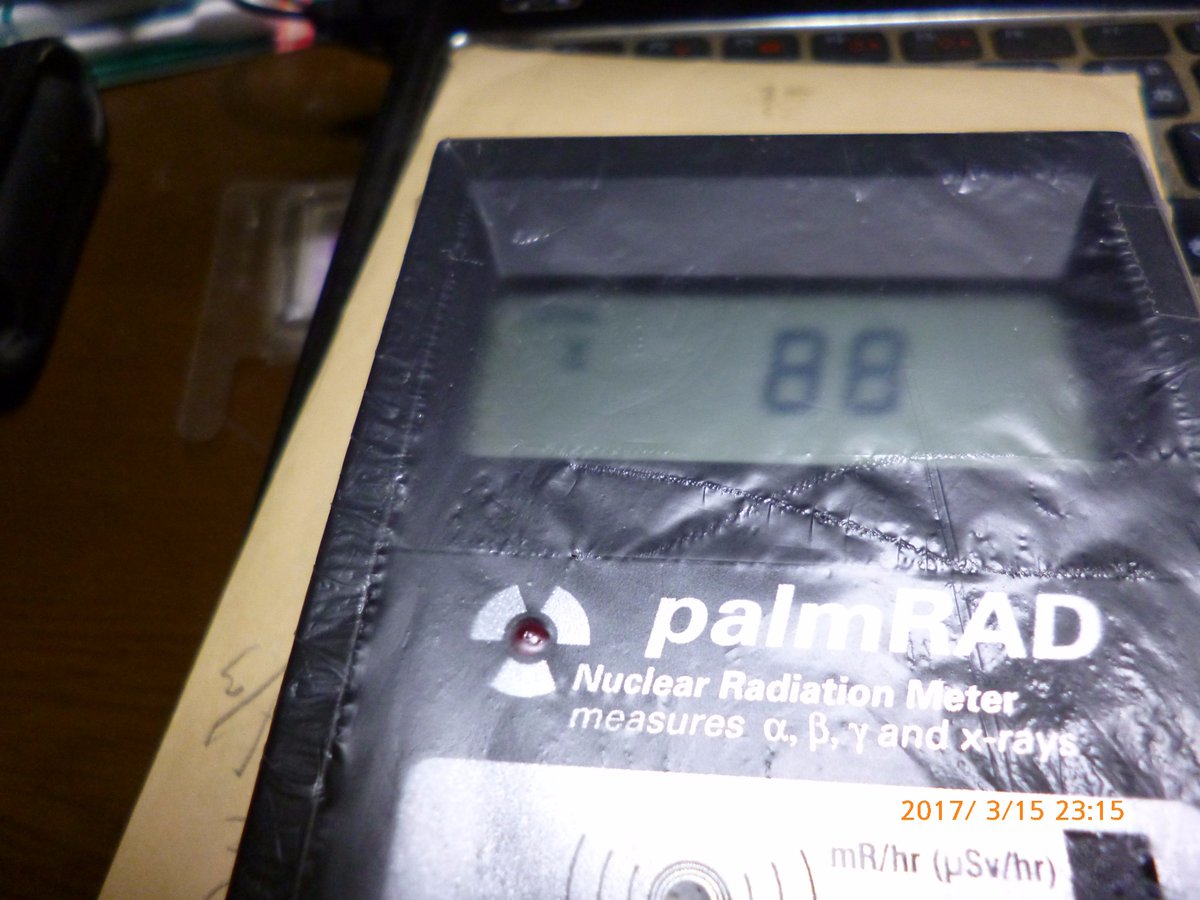 88
palmRAD
Nuclear Radiation Meter
measures α, β, γ and x-rays
2017/ 3/15 23:15
mR/hr (μSv/hr)